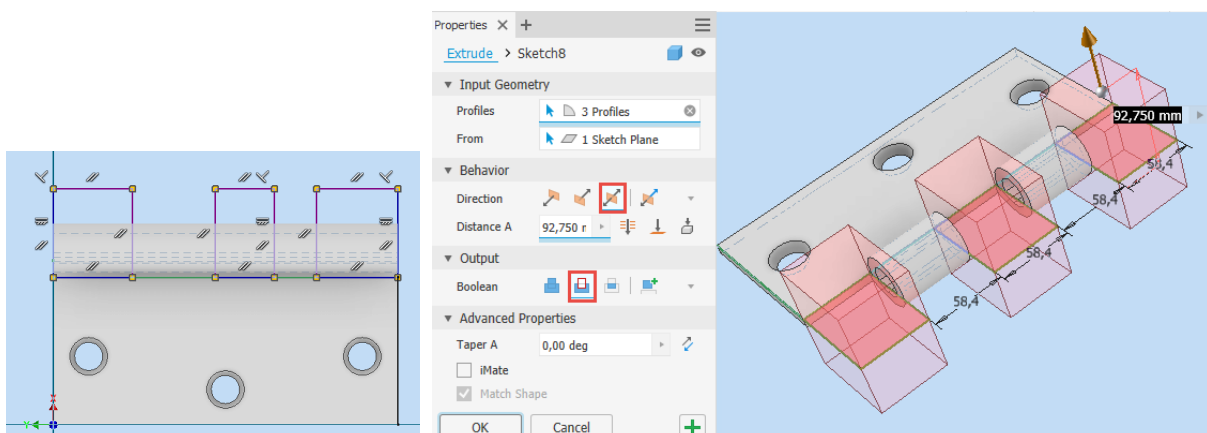 Properties × +
Extrude > Sketch8
▼ Input Geometry
Profiles 3 Profiles
From 1 Sketch Plane
▼ Behavior
Direction
Distance A 92,750 r
▼ Output
Boolean
▼ Advanced Properties
Taper A 0,00 deg
iMate
Match Shape
OK Cancel
92,750 mm
58,4
58,4
58,4
58,4
Y
X